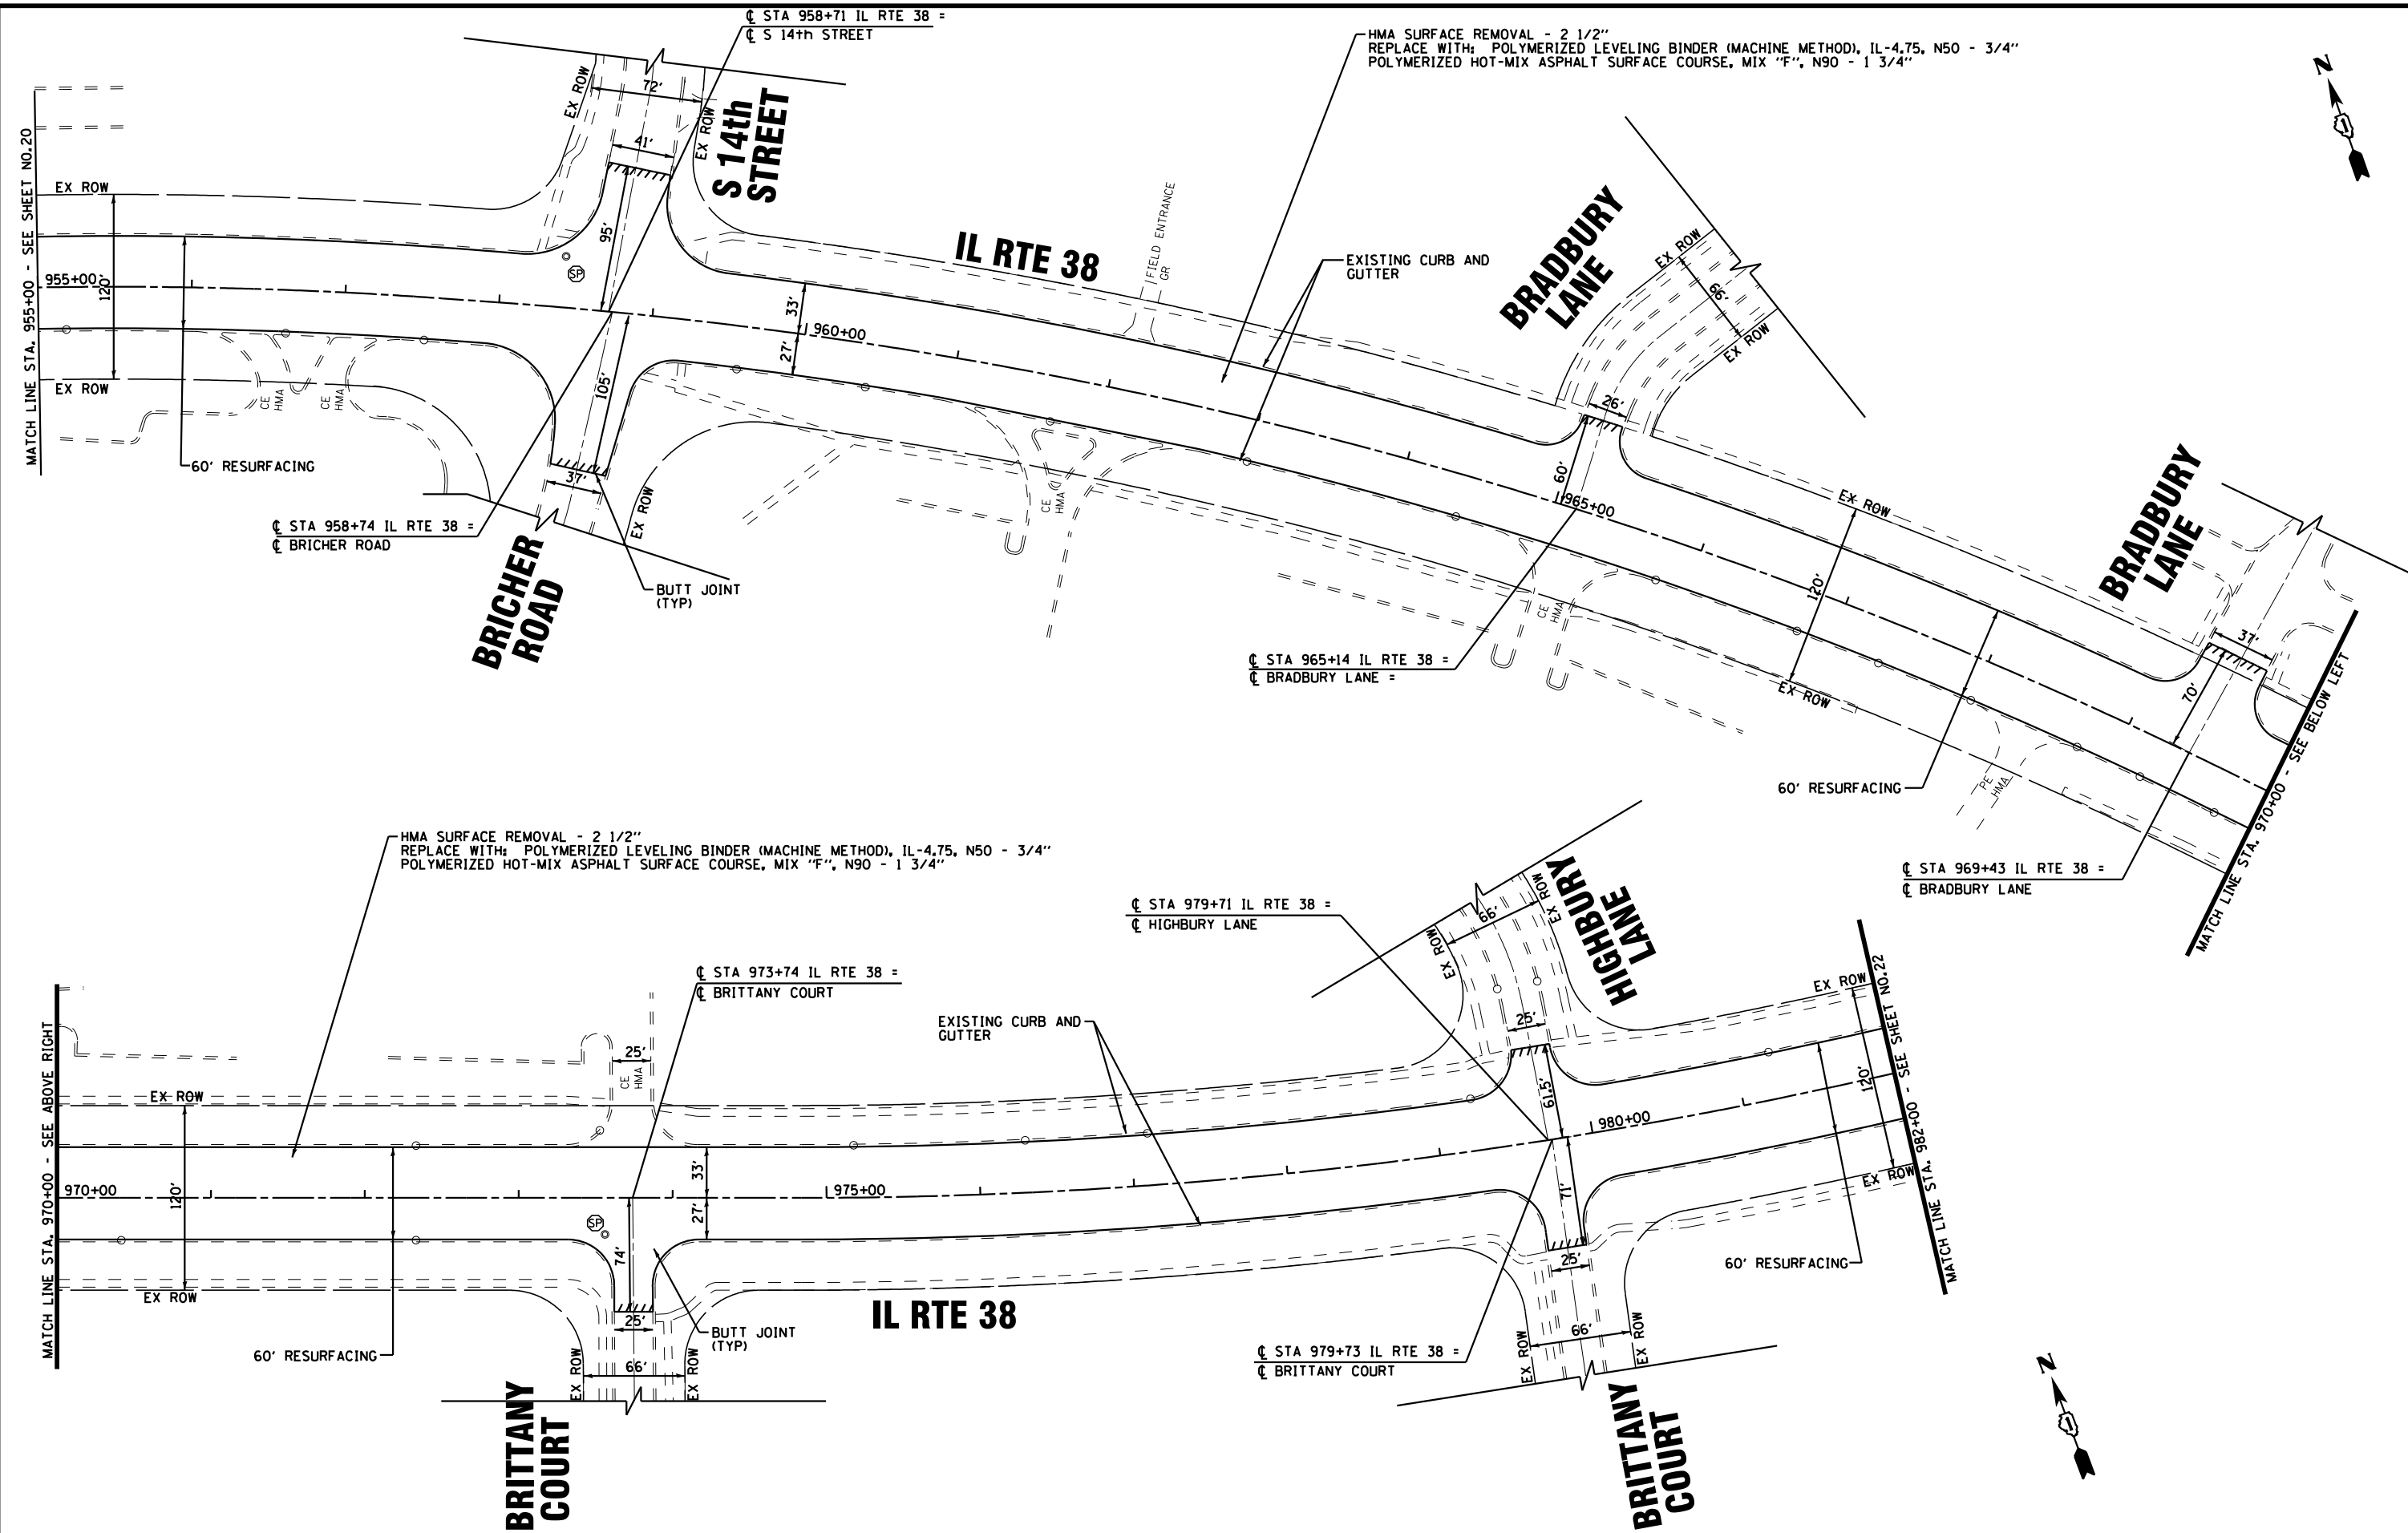 ℄ STA 958+71 IL RTE 38 =
℄ S 14th STREET
HMA SURFACE REMOVAL - 2 1/2"
REPLACE WITH: POLYMERIZED LEVELING BINDER (MACHINE METHOD), IL-4.75, N50 - 3/4"
POLYMERIZED HOT-MIX ASPHALT SURFACE COURSE, MIX "F", N90 - 1 3/4"
N
MATCH LINE STA. 955+00 - SEE SHEET NO.20
EX ROW
72'
EX ROW
S 14th
STREET
41'
EX ROW
95'
SP
955+00
120'
EX ROW
60' RESURFACING
CE
HMA
CE
HMA
105'
37'
EX ROW
℄ STA 958+74 IL RTE 38 =
℄ BRICHER ROAD
BRICHER
ROAD
BUTT JOINT
(TYP)
33'
27'
960+00
IL RTE 38
FIELD ENTRANCE
GR
EXISTING CURB AND
GUTTER
CE
HMA
BRADBURY
LANE
EX ROW
66'
EX ROW
26'
60'
965+00
℄ STA 965+14 IL RTE 38 =
℄ BRADBURY LANE =
CE
HMA
EX ROW
120'
EX ROW
60' RESURFACING
BRADBURY
LANE
37'
70'
PE
HMA
℄ STA 969+43 IL RTE 38 =
℄ BRADBURY LANE
MATCH LINE STA. 970+00 - SEE BELOW LEFT
HMA SURFACE REMOVAL - 2 1/2"
REPLACE WITH: POLYMERIZED LEVELING BINDER (MACHINE METHOD), IL-4.75, N50 - 3/4"
POLYMERIZED HOT-MIX ASPHALT SURFACE COURSE, MIX "F", N90 - 1 3/4"
MATCH LINE STA. 970+00 - SEE ABOVE RIGHT
EX ROW
970+00
120'
EX ROW
60' RESURFACING
℄ STA 973+74 IL RTE 38 =
℄ BRITTANY COURT
25'
CE
HMA
SP
74'
33'
27'
25'
66'
EX ROW
EX ROW
BUTT JOINT
(TYP)
BRITTANY
COURT
975+00
EXISTING CURB AND
GUTTER
IL RTE 38
℄ STA 979+71 IL RTE 38 =
℄ HIGHBURY LANE
EX ROW
66'
EX ROW
HIGHBURY
LANE
25'
61.5'
980+00
71'
25'
66'
EX ROW
EX ROW
℄ STA 979+73 IL RTE 38 =
℄ BRITTANY COURT
BRITTANY
COURT
EX ROW
120'
EX ROW
60' RESURFACING
MATCH LINE STA. 982+00 - SEE SHEET NO.22
N